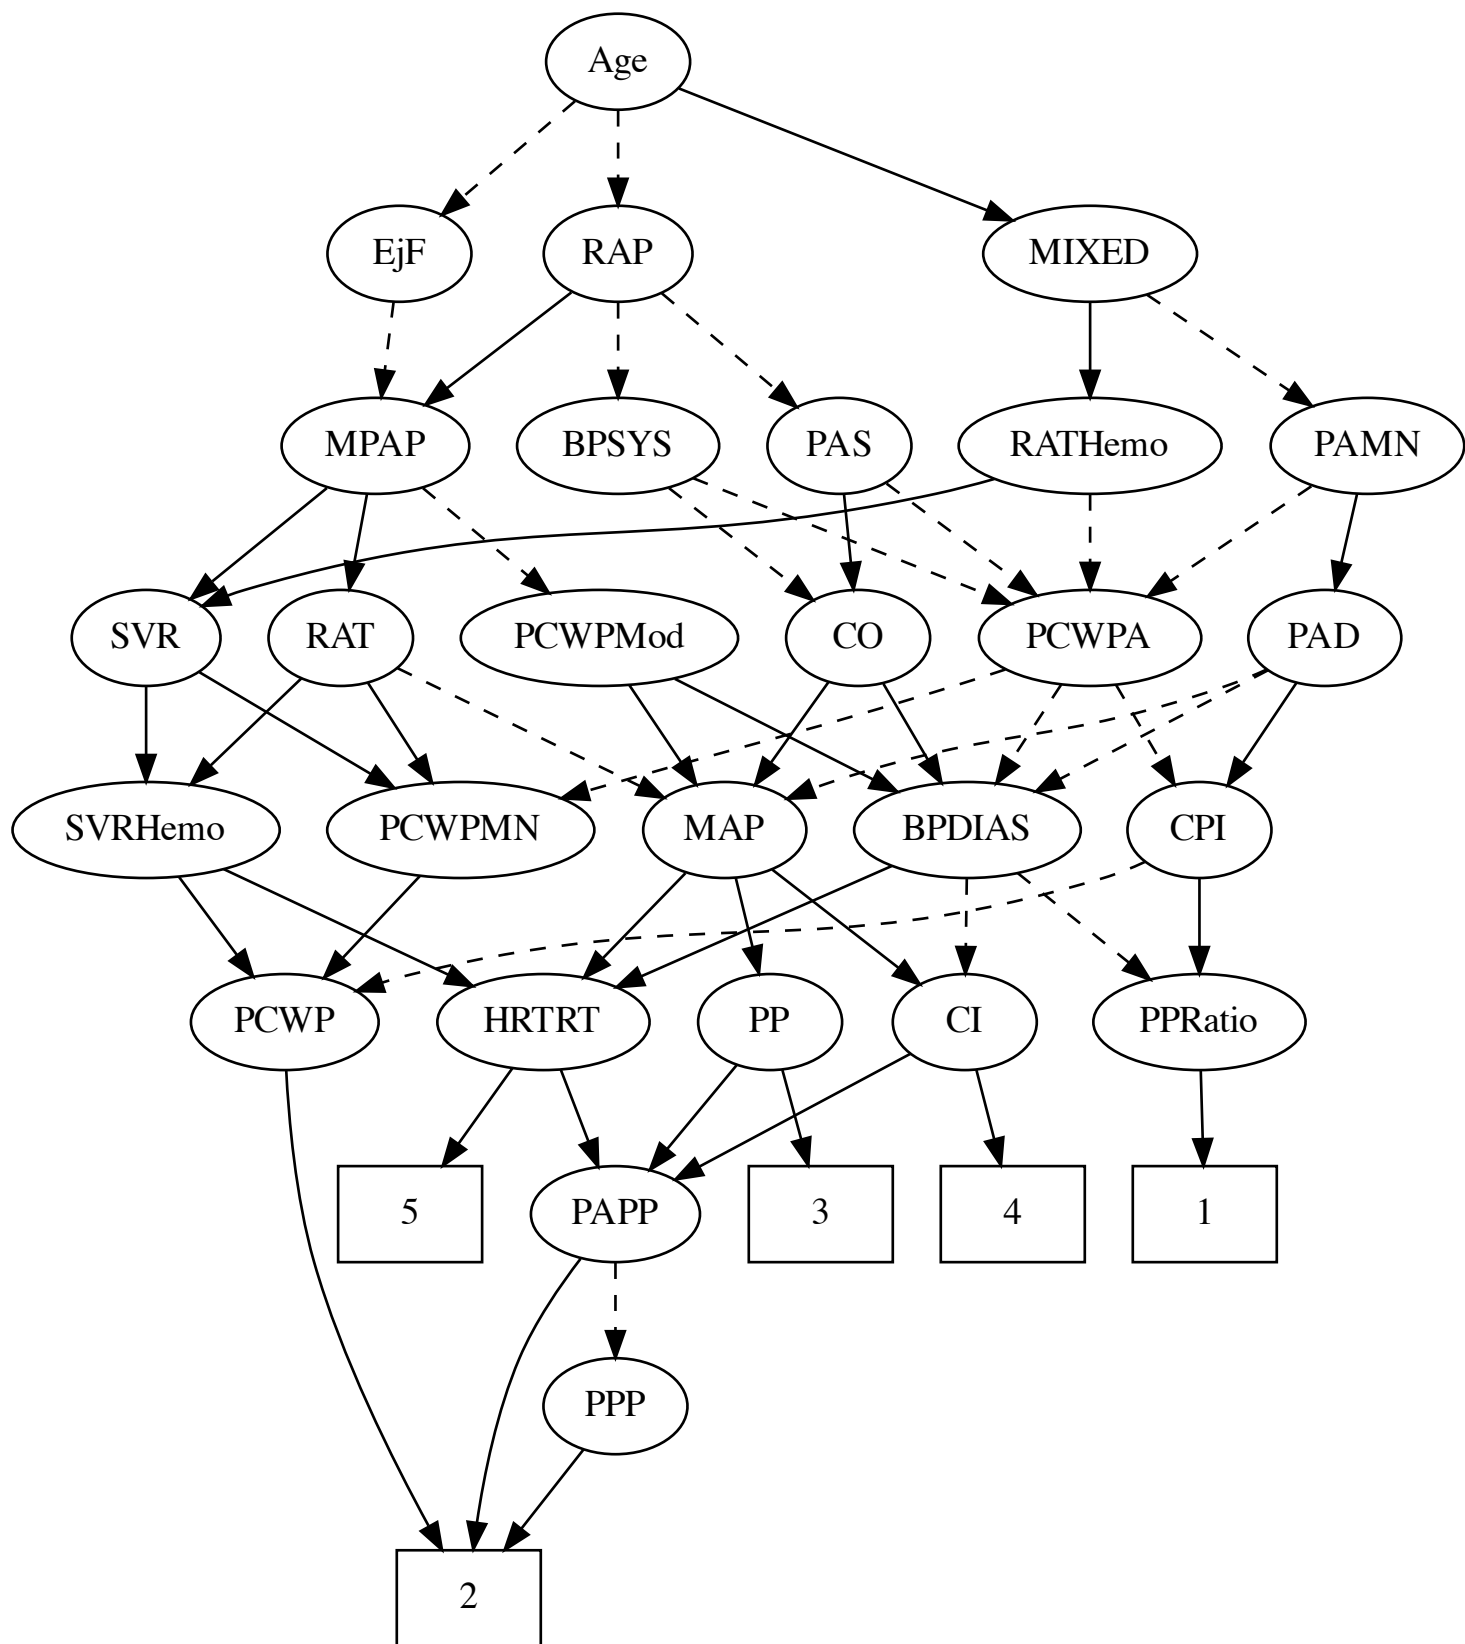 Age
EjF
RAP
MIXED
MPAP
BPSYS
PAS
RATHemo
PAMN
SVR
RAT
PCWPMod
CO
PCWPA
PAD
SVRHemo
PCWPMN
MAP
BPDIAS
CPI
PCWP
HRTRT
PP
CI
PPRatio
5
PAPP
3
4
1
PPP
2